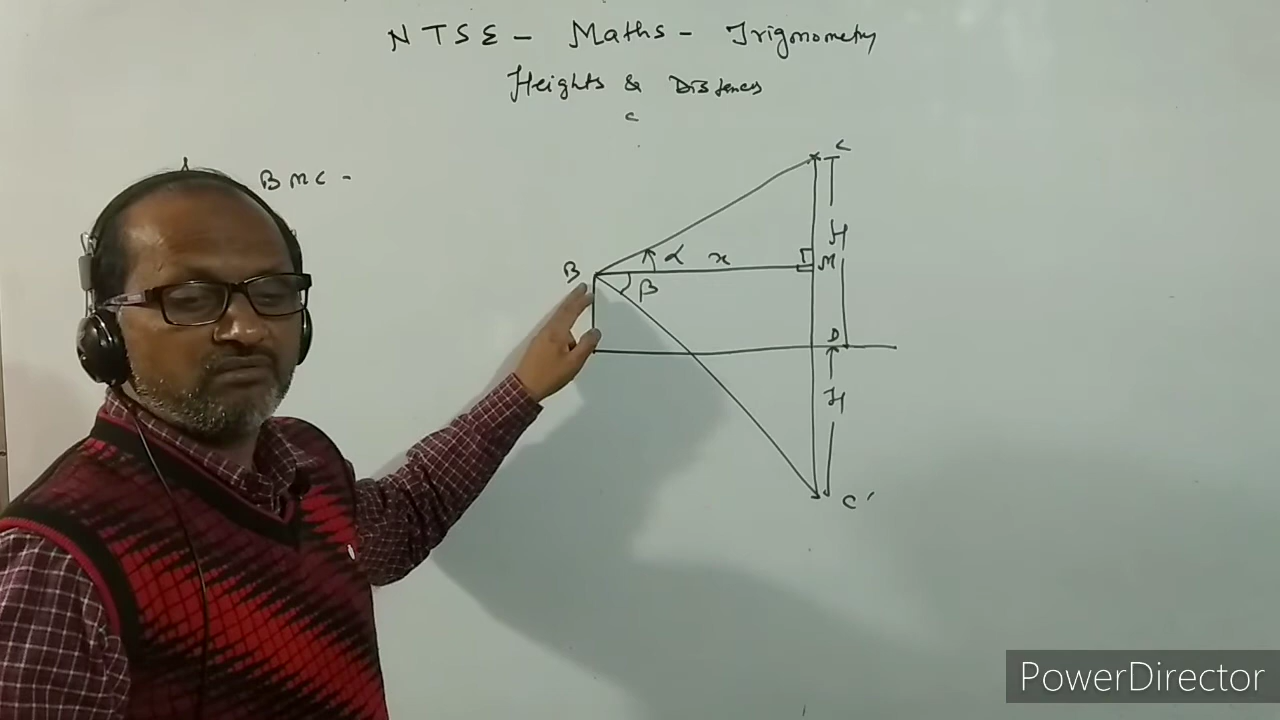 NTSE - Maths - Trigonometry
Heights & Distances
c
BMC -
C
H
α x M
B
β
D
H
C'
PowerDirector